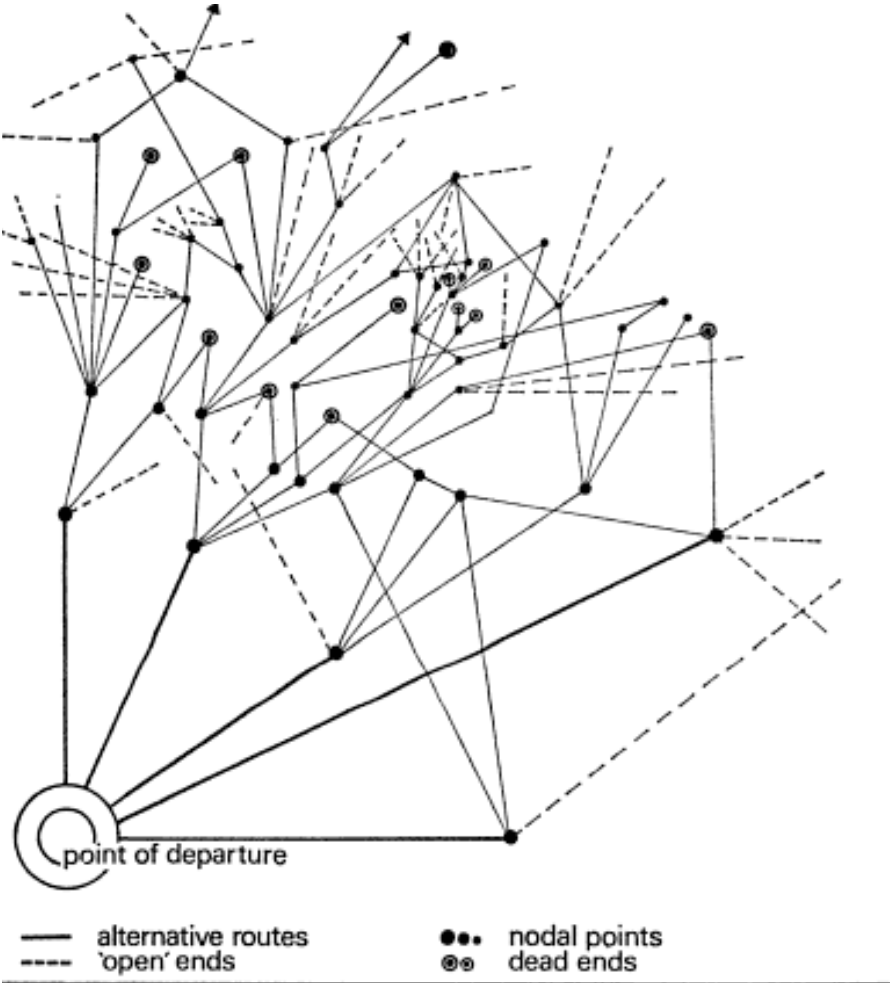 point of departure
alternative routes
'open' ends
nodal points
dead ends